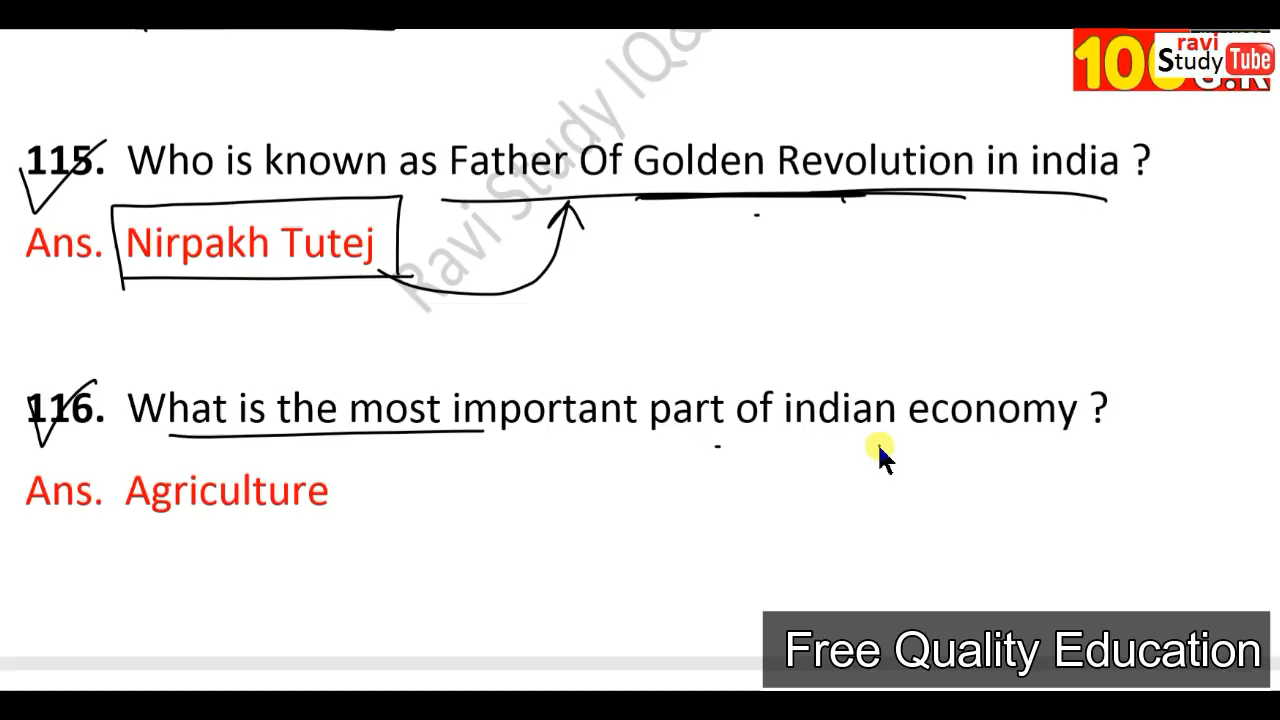 100
G.K
ravi
Study Tube
115. Who is known as Father Of Golden Revolution in india ?
Ans. Nirpakh Tutej
Ravi Study IQ
116. What is the most important part of indian economy ?
Ans. Agriculture
Free Quality Education